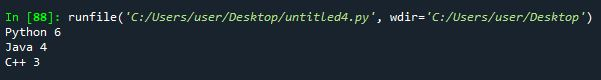 In [88]: runfile('C:/Users/user/Desktop/untitled4.py', wdir='C:/Users/user/Desktop')
Python 6
Java 4
C++ 3